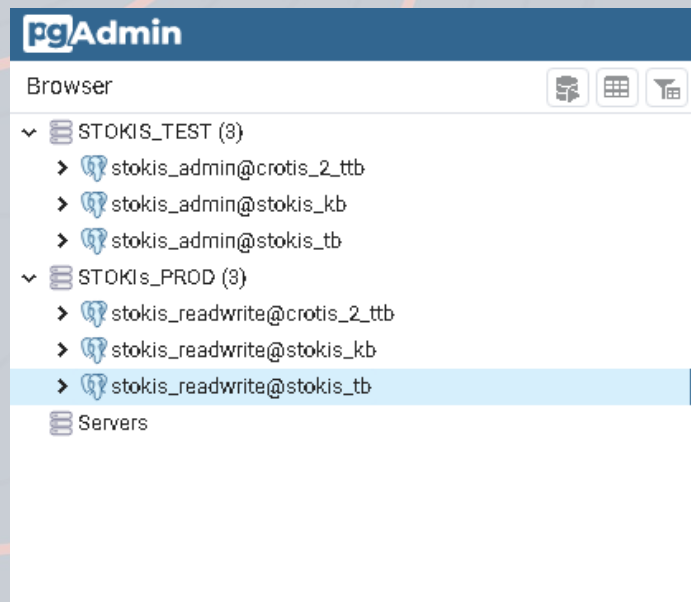 pgAdmin
Browser
STOKIS_TEST (3)
stokis_admin@crotis_2_ttb
stokis_admin@stokis_kb
stokis_admin@stokis_tb
STOKIs_PROD (3)
stokis_readwrite@crotis_2_ttb
stokis_readwrite@stokis_kb
stokis_readwrite@stokis_tb
Servers